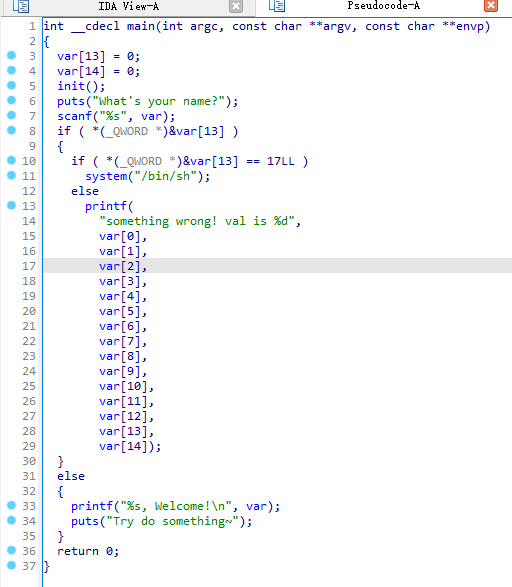 IDA View-A Pseudocode-A
1 int __cdecl main(int argc, const char **argv, const char **envp)
2 {
3 var[13] = 0;
4 var[14] = 0;
5 init();
6 puts("What's your name?");
7 scanf("%s", var);
8 if ( *(_QWORD *)&var[13] )
9 {
10 if ( *(_QWORD *)&var[13] == 17LL )
11 system("/bin/sh");
12 else
13 printf(
14 "something wrong! val is %d",
15 var[0],
16 var[1],
17 var[2],
18 var[3],
19 var[4],
20 var[5],
21 var[6],
22 var[7],
23 var[8],
24 var[9],
25 var[10],
26 var[11],
27 var[12],
28 var[13],
29 var[14]);
30 }
31 else
32 {
33 printf("%s, Welcome!\n", var);
34 puts("Try do something~");
35 }
36 return 0;
37 }